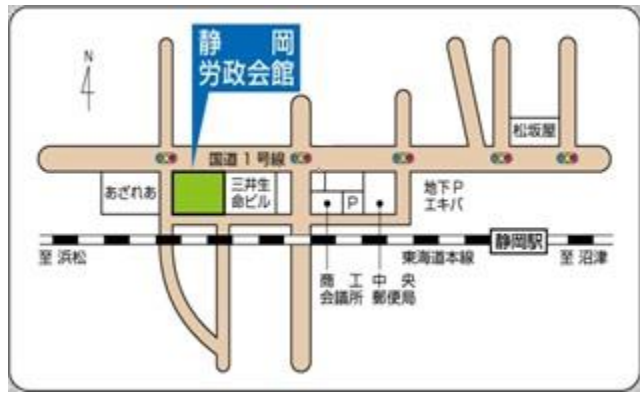 静岡
労政会館
N
松坂屋
国道1号線
あざれあ
三井生
命ビル
P
地下P
エキパ
静岡駅
至 浜松
東海道本線
至 沼津
商工
会議所
中央
郵便局